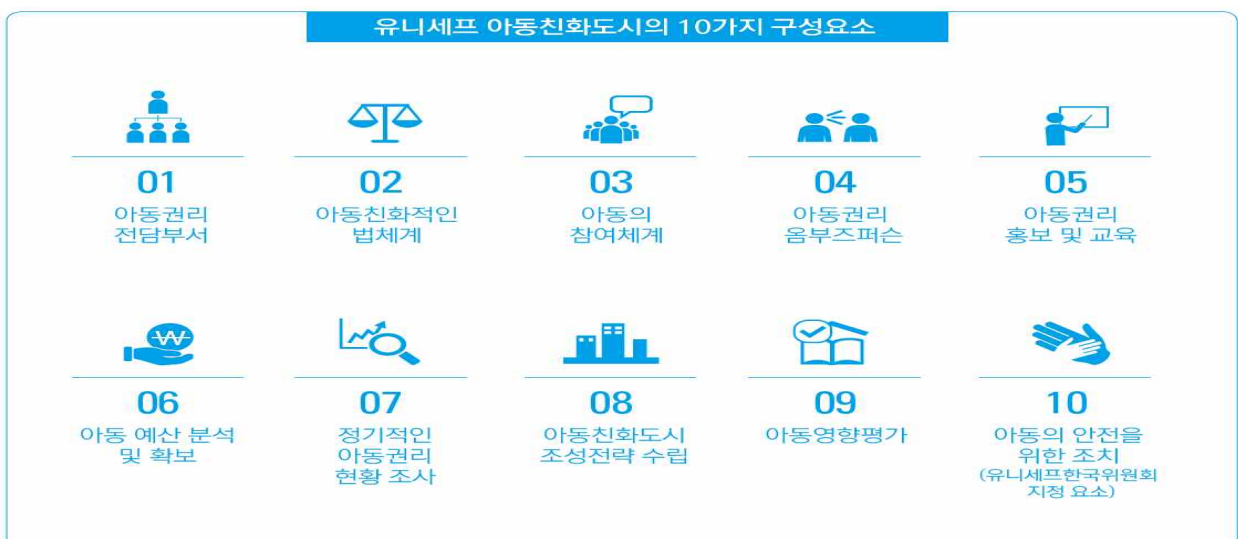 유니세프 아동친화도시의 10가지 구성요소
01
아동권리
전담부서
02
아동친화적인
법체계
03
아동의
참여체계
04
아동권리
옴부즈퍼슨
05
아동권리
홍보 및 교육
₩
06
아동 예산 분석
및 확보
07
정기적인
아동권리
현황 조사
08
아동친화도시
조성전략 수립
09
아동영향평가
10
아동의 안전을
위한 조치
(유니세프한국위원회
지정 요소)